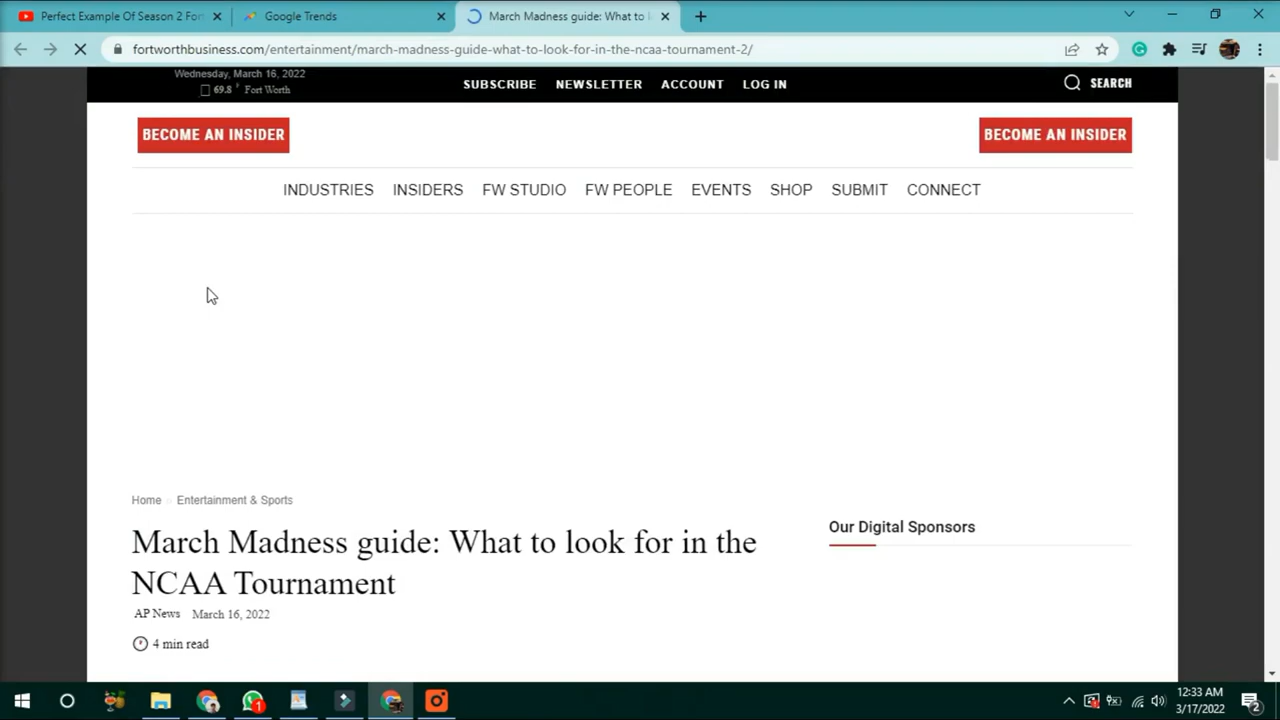 Perfect Example Of Season 2 For
Google Trends
March Madness guide: What to l
fortworthbusiness.com/entertainment/march-madness-guide-what-to-look-for-in-the-ncaa-tournament-2/
Wednesday, March 16, 2022
69.8 F Fort Worth
SUBSCRIBE NEWSLETTER ACCOUNT LOG IN
SEARCH
BECOME AN INSIDER
BECOME AN INSIDER
INDUSTRIES INSIDERS FW STUDIO FW PEOPLE EVENTS SHOP SUBMIT CONNECT
Home Entertainment & Sports
March Madness guide: What to look for in the
NCAA Tournament
AP News March 16, 2022
4 min read
Our Digital Sponsors
1
12:33 AM
3/17/2022
2